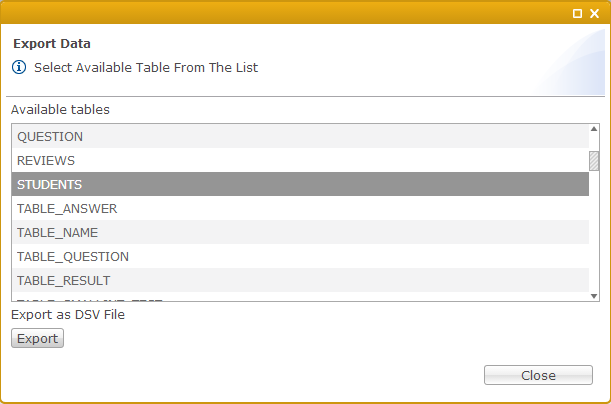 Export Data
Select Available Table From The List
Available tables
QUESTION
REVIEWS
STUDENTS
TABLE_ANSWER
TABLE_NAME
TABLE_QUESTION
TABLE_RESULT
Export as DSV File
Export
Close